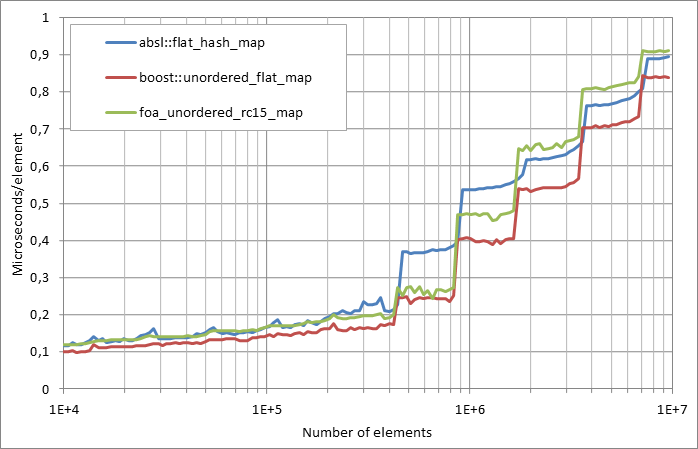 1
0,9
0,8
0,7
0,6
0,5
0,4
0,3
0,2
0,1
0
Microseconds/element
absl::flat_hash_map
boost::unordered_flat_map
foa_unordered_rc15_map
1E+4 1E+5 1E+6 1E+7
Number of elements